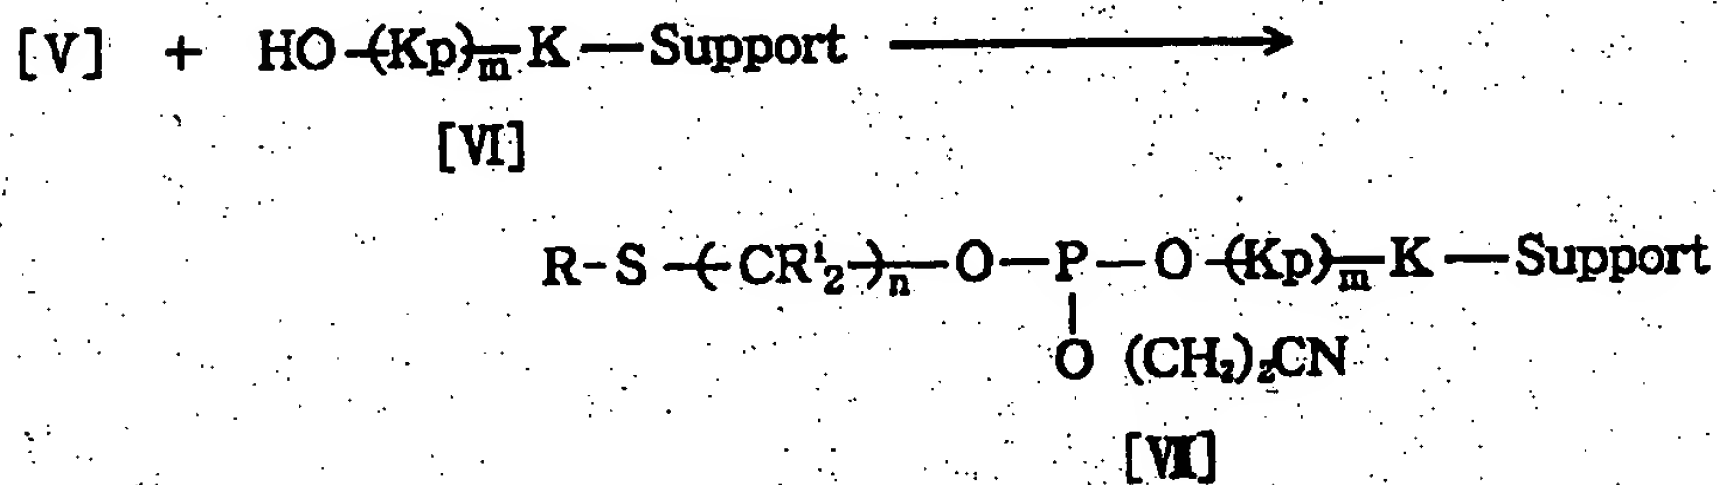 [V] + HO-(Kp)m-K-Support ⟶
[VI]
R-S-(CR¹₂)n-O-P-O-(Kp)m-K-Support
O (CH₂)₂CN
[VII]